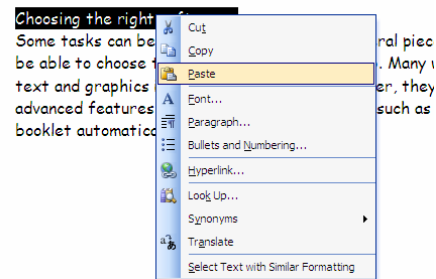 Choosing the right
Some tasks can be ral piec
be able to choose . Many
text and graphics er, they
advanced features such as
booklet automatic
Cut
Copy
Paste
Font...
Paragraph...
Bullets and Numbering...
Hyperlink...
Look Up...
Synonyms
Translate
Select Text with Similar Formatting